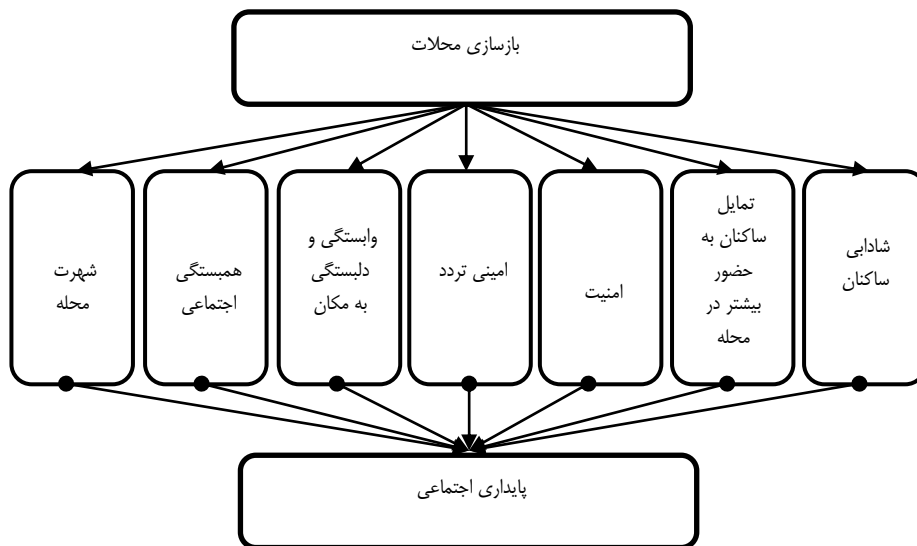 بازسازی محلات
شادابی
ساکنان
تمایل
ساکنان به
حضور
بیشتر در
محله
امنیت
امینی تردد
وابستگی و
دلبستگی
به مکان
همبستگی
اجتماعی
شهرت
محله
پایداری اجتماعی